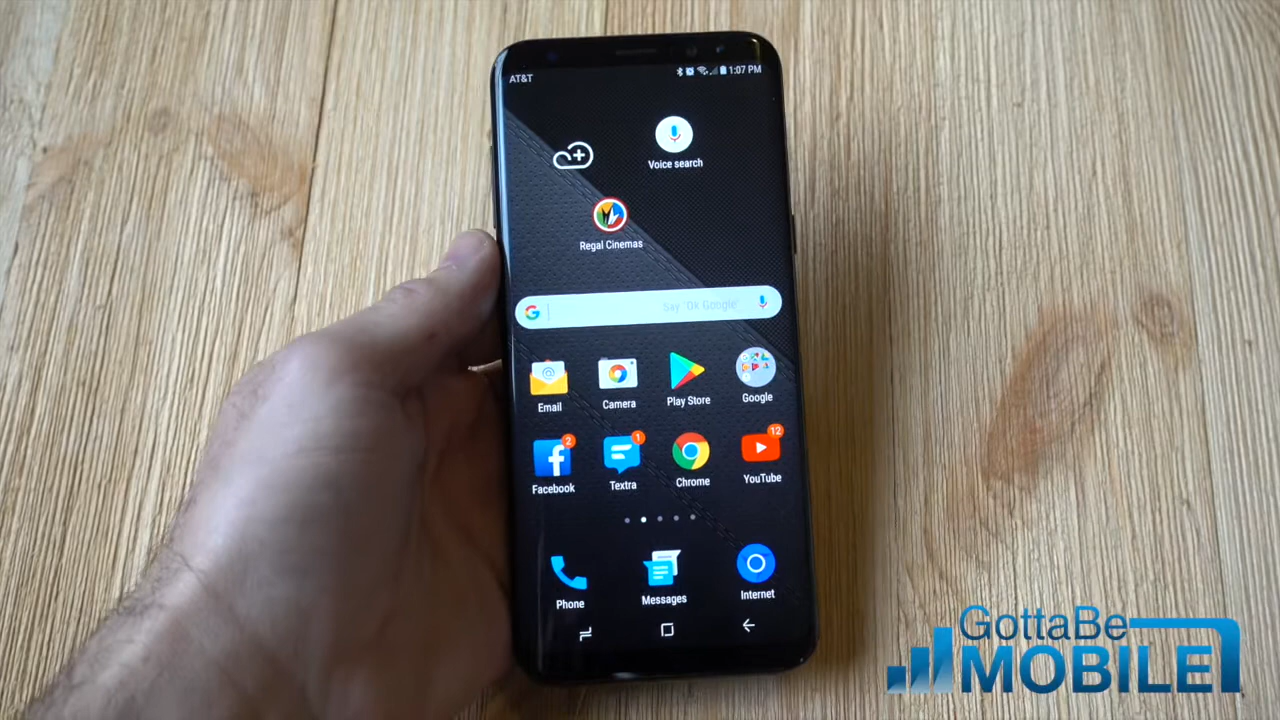 AT&T
1:07 PM
Voice search
Regal Cinemas
Say "Ok Google"
Email
Camera
Play Store
Google
2
1
12
Facebook
Textra
Chrome
YouTube
Phone
Messages
Internet
GottaBe
MOBILE